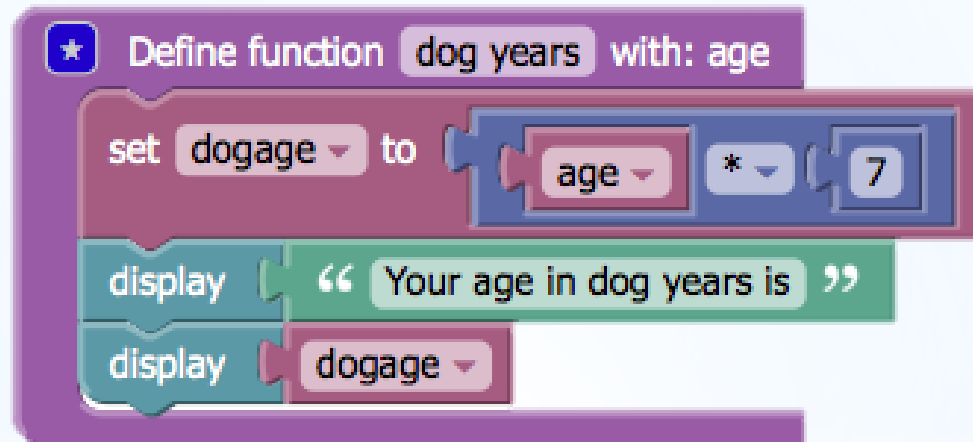 ★ Define function dog years with: age
set dogage to age * 7
display “ Your age in dog years is ”
display dogage